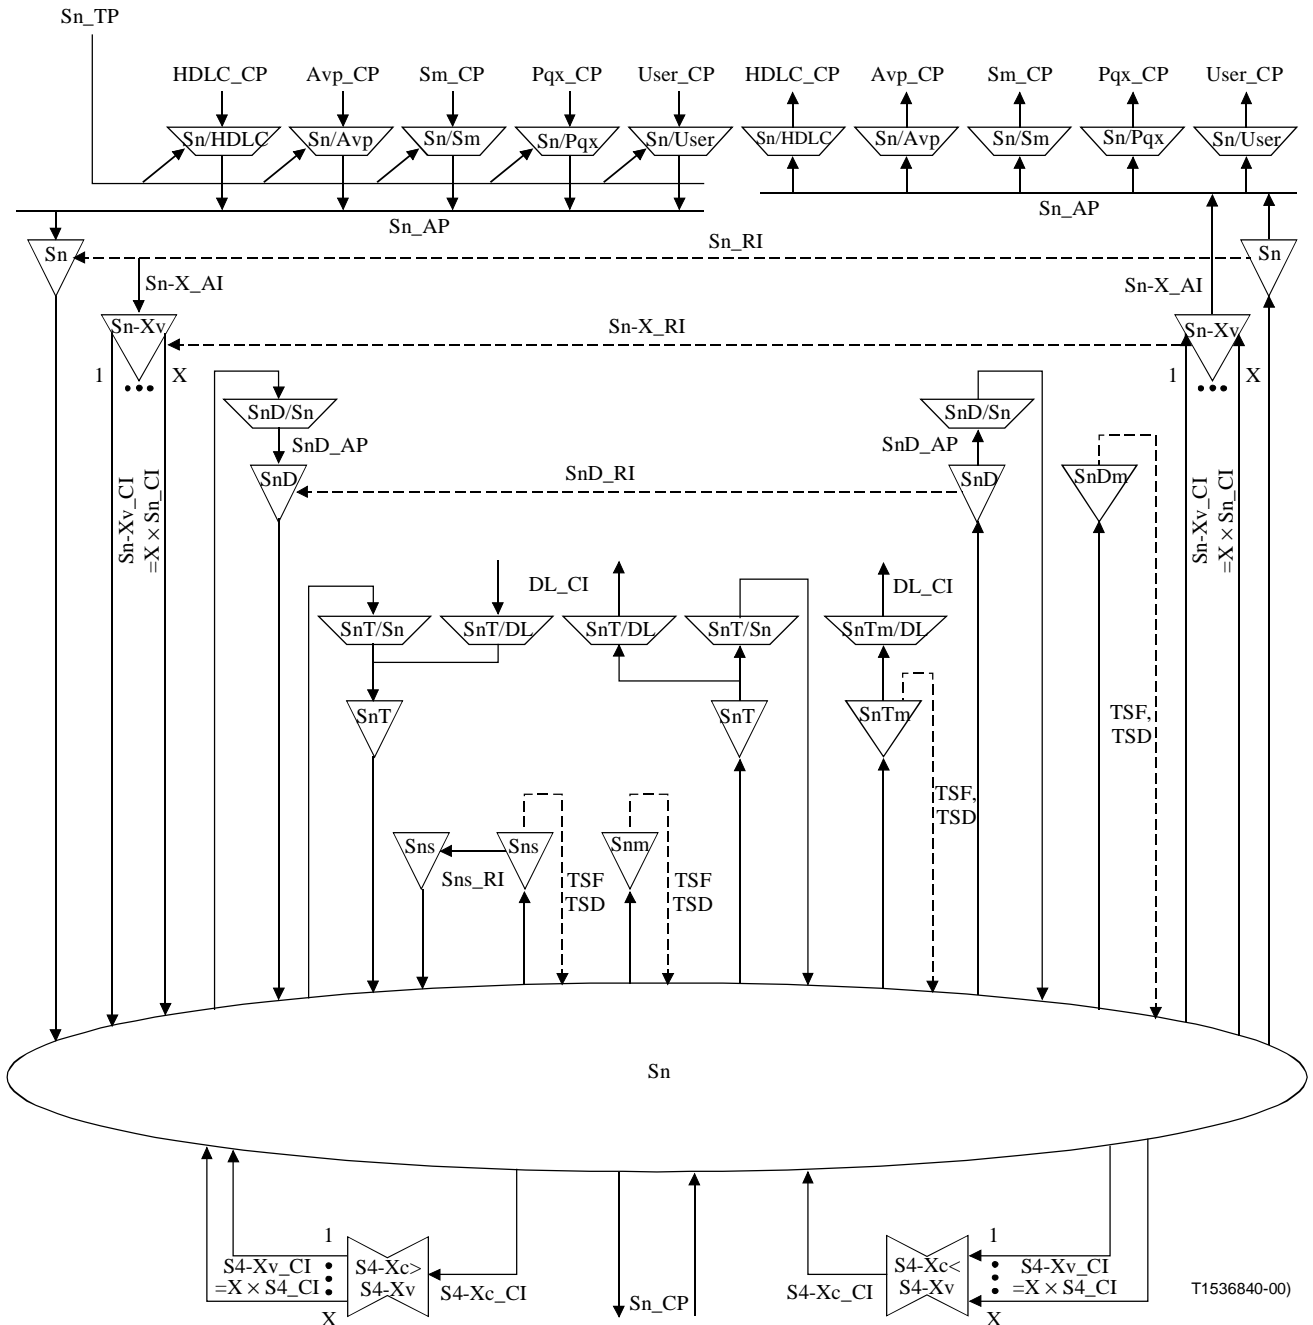 Sn_TP
HDLC_CP Avp_CP Sm_CP Pqx_CP User_CP HDLC_CP Avp_CP Sm_CP Pqx_CP User_CP
Sn/HDLC Sn/Avp Sn/Sm Sn/Pqx Sn/User Sn/HDLC Sn/Avp Sn/Sm Sn/Pqx Sn/User
Sn_AP Sn_AP
Sn Sn_RI Sn
Sn-X_AI Sn-X_AI
Sn-Xv Sn-X_RI Sn-Xv
1 ••• X 1 ••• X
SnD/Sn SnD/Sn
SnD_AP SnD_AP
SnD SnD_RI SnD SnDm
Sn-Xv_CI
=X × Sn_CI
Sn-Xv_CI
=X × Sn_CI
DL_CI DL_CI
SnT/Sn SnT/DL SnT/DL SnT/Sn SnTm/DL
SnT SnT SnTm
TSF,
TSD
TSF,
TSD
Sns Sns Snm
Sns_RI
TSF
TSD
TSF
TSD
Sn
1 1
S4-Xv_CI
=X × S4_CI
X
S4-Xc>
S4-Xv
S4-Xc_CI
Sn_CP
S4-Xc_CI
S4-Xc<
S4-Xv
S4-Xv_CI
=X × S4_CI
X
T1536840-00)